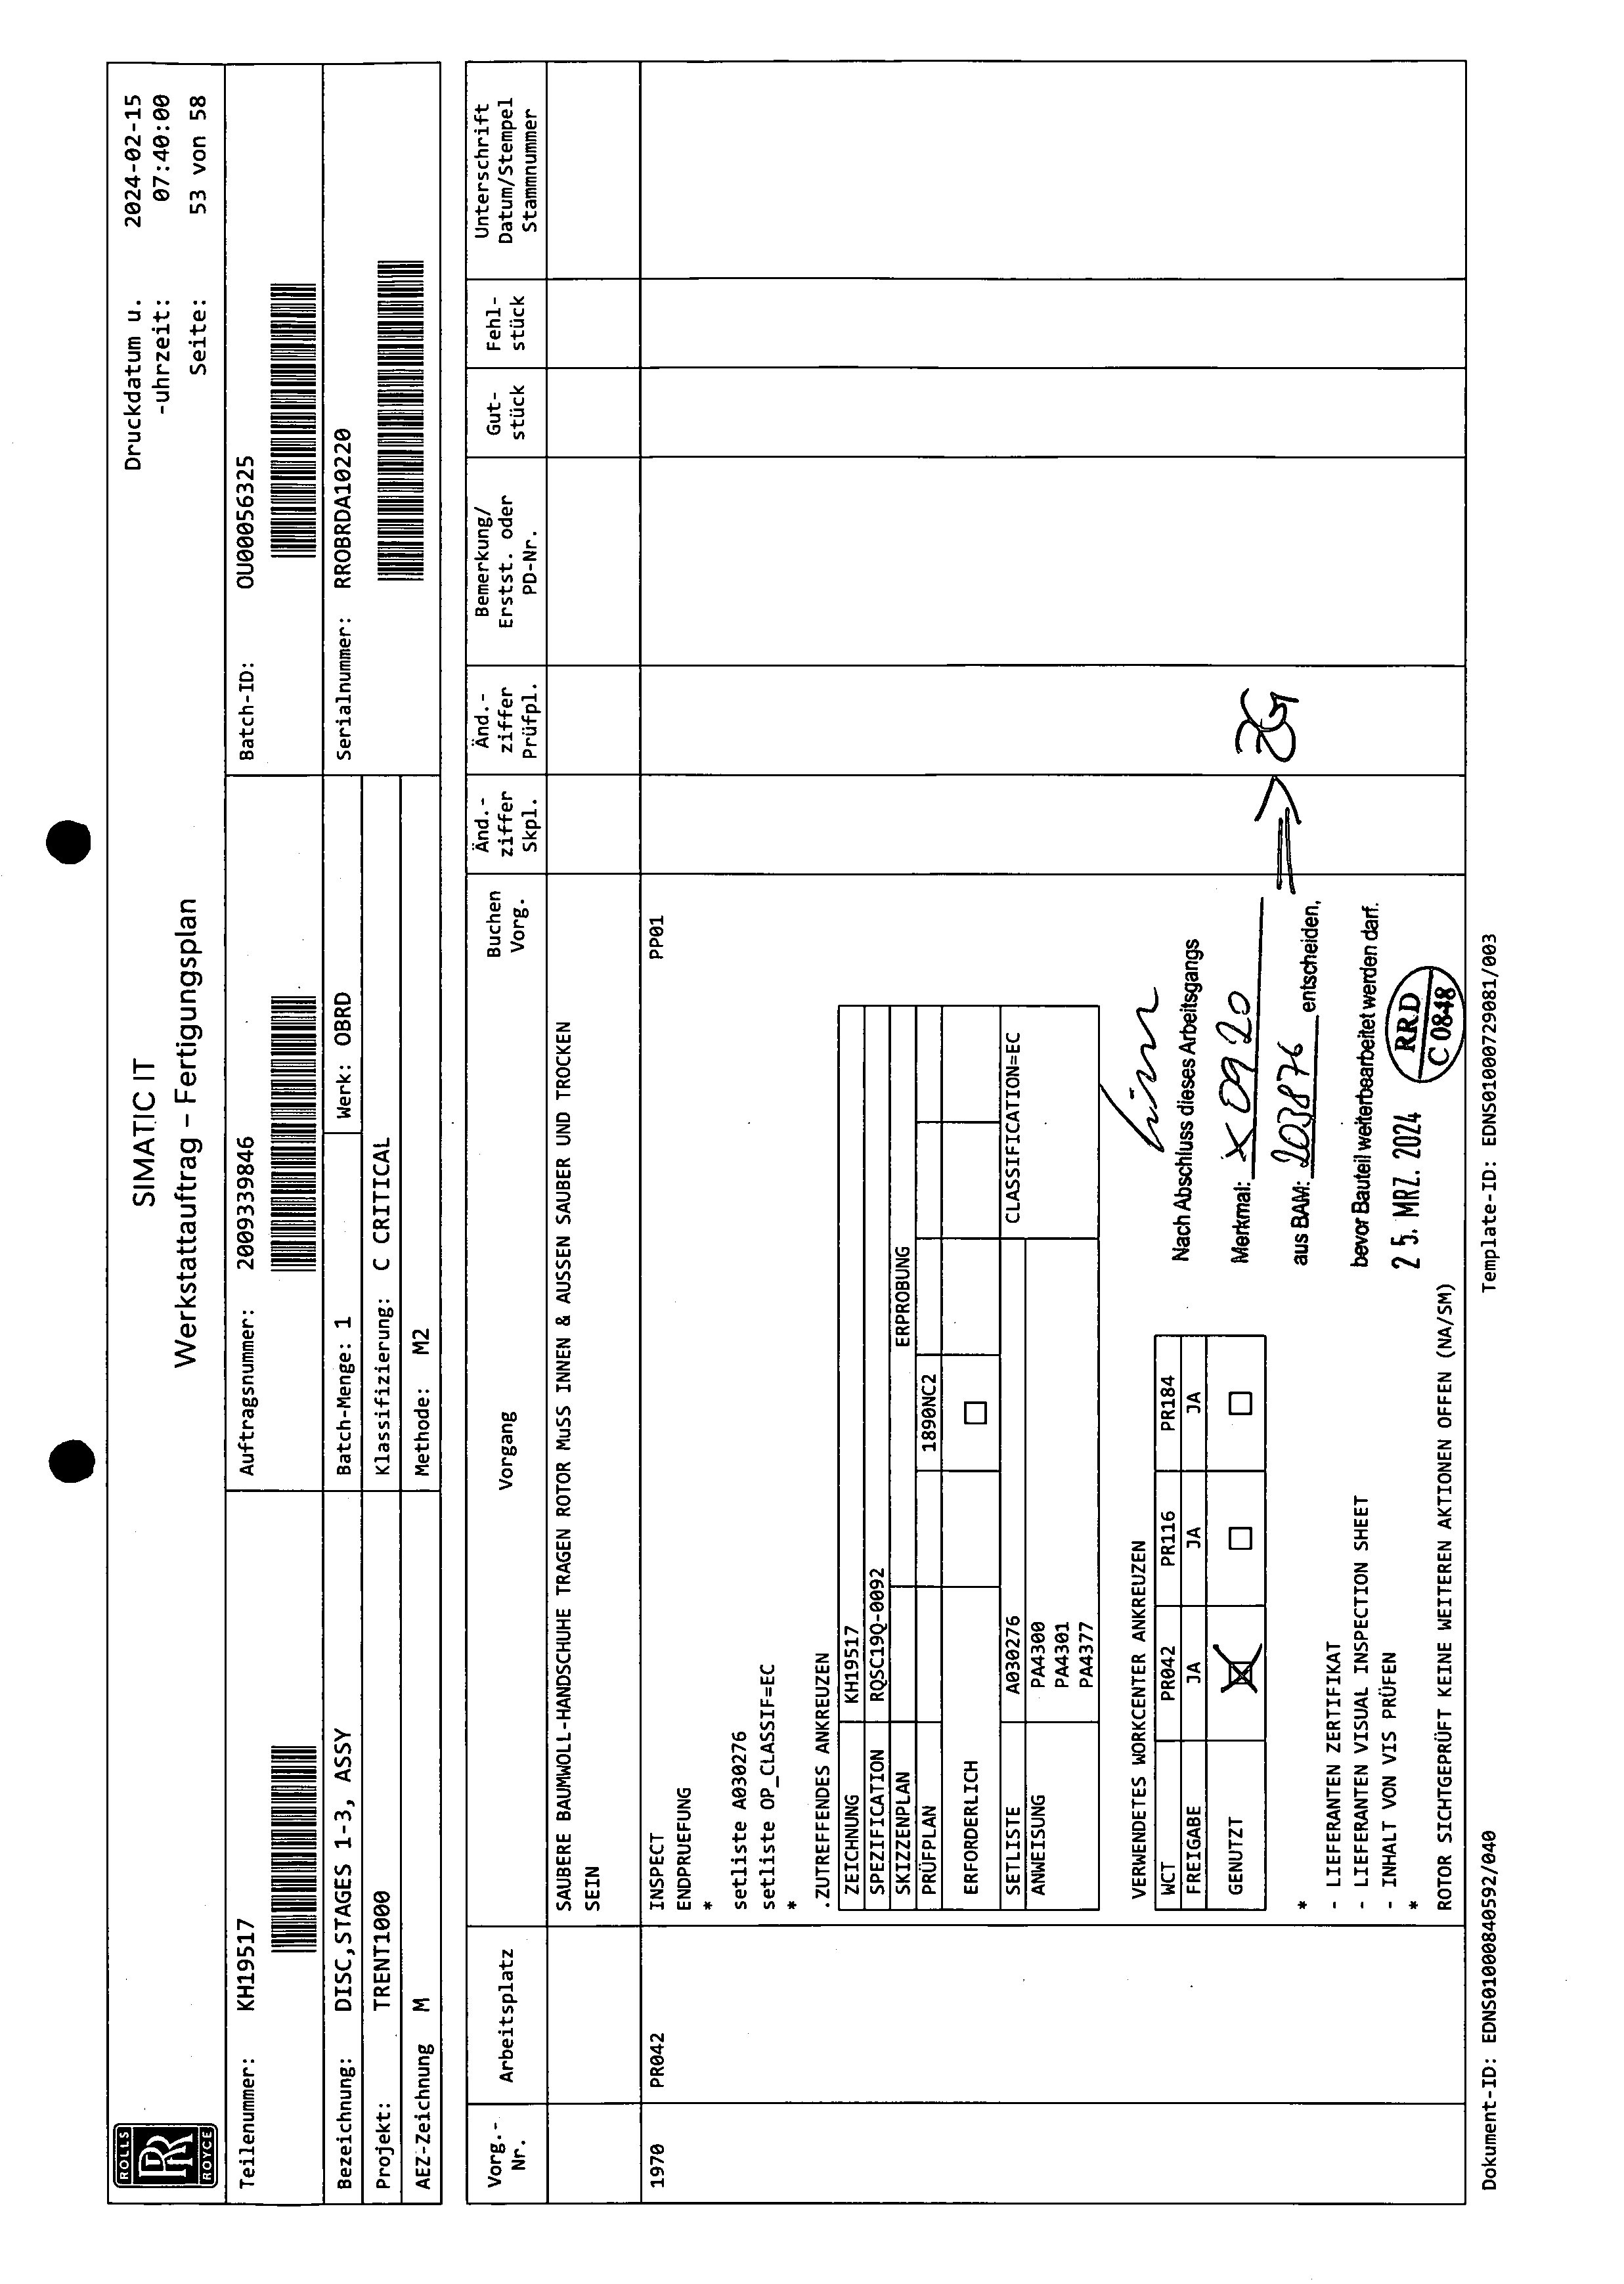 ROLLS
RR
ROYCE
SIMATIC IT
Werkstattauftrag – Fertigungsplan
Druckdatum u. 2024-02-15
-uhrzeit: 07:40:00
Seite: 53 von 58
Teilenummer: KH19517
Auftragsnummer: 2009339846
Batch-ID: OU00056325
Bezeichnung: DISC,STAGES 1-3, ASSY
Batch-Menge: 1
Werk: OBRD
Serialnummer: RROBRDA10220
Projekt: TRENT1000
Klassifizierung: C CRITICAL
AEZ-Zeichnung M
Methode: M2
Vorg.-
Nr.
Arbeitsplatz
Vorgang
Buchen
Vorg.
Änd.-
ziffer
Skpl.
Änd.-
ziffer
Prüfpl.
Bemerkung/
Erstst. oder
PD-Nr.
Gut-
stück
Fehl-
stück
Unterschrift
Datum/Stempel
Stammnummer
SAUBERE BAUMWOLL-HANDSCHUHE TRAGEN ROTOR MuSS INNEN & AUSSEN SAUBER UND TROCKEN
SEIN
1970 PR042 INSPECT PP01
ENDPRUEFUNG
*
setliste A030276
setliste OP_CLASSIF=EC
*
.ZUTREFFENDES ANKREUZEN
ZEICHNUNG KH19517
SPEZIFICATION RQSC19Q-0092
SKIZZENPLAN ERPROBUNG
PRÜFPLAN 1890NC2
ERFORDERLICH ☐
SETLISTE A030276 CLASSIFICATION=EC
ANWEISUNG PA4300
PA4301
PA4377
VERWENDETES WORKCENTER ANKREUZEN
WCT PR042 PR116 PR184
FREIGABE JA JA JA
GENUTZT ☒ ☐ ☐
Nach Abschluss dieses Arbeitsgangs
Merkmal: X0920
aus BAM: 203876 entscheiden,
bevor Bauteil weiterbearbeitet werden darf.
25. MRZ. 2024
RRD
C 0848
*
- LIEFERANTEN ZERTIFIKAT
- LIEFERANTEN VISUAL INSPECTION SHEET
- INHALT VON VIS PRÜFEN
*
ROTOR SICHTGEPRÜFT KEINE WEITEREN AKTIONEN OFFEN (NA/SM)
Dokument-ID: EDNS01000840592/040
Template-ID: EDNS01000729081/003